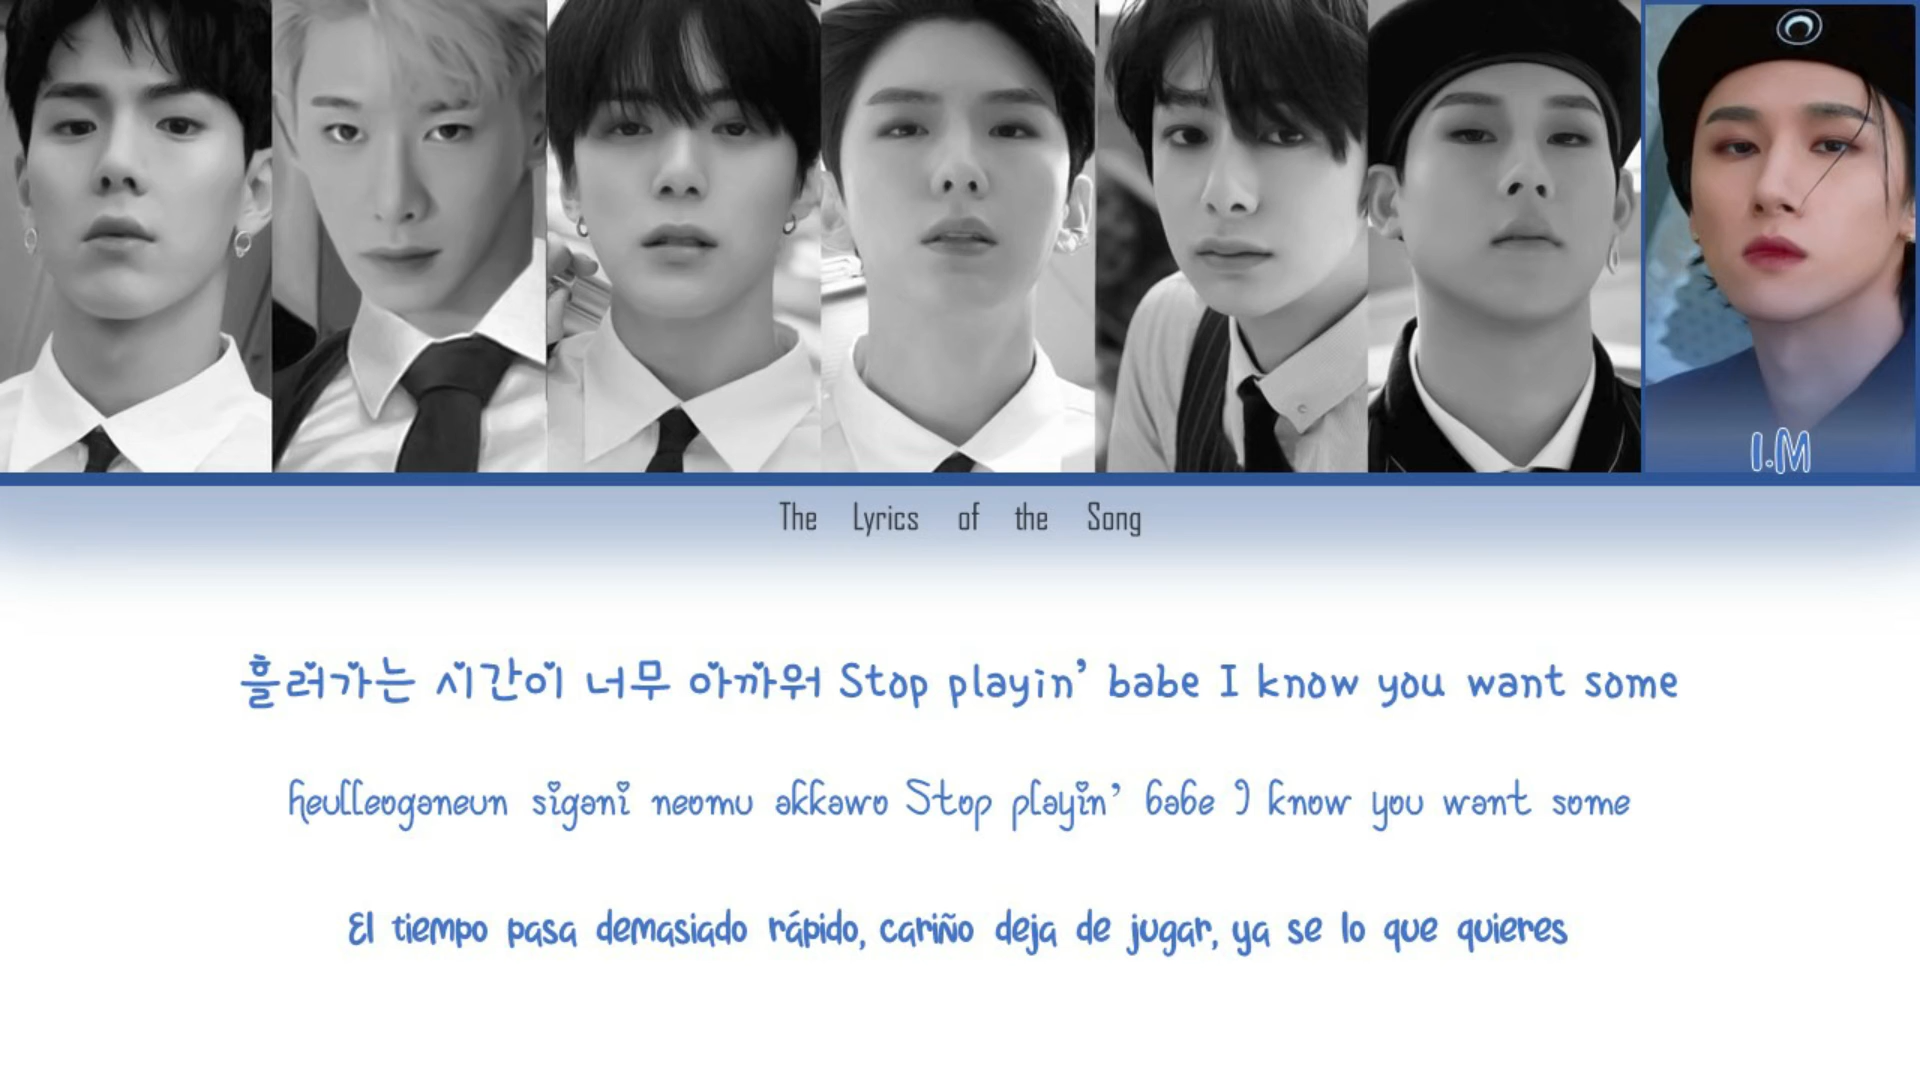 I.M
The Lyrics of the Song
흘러가는 시간이 너무 아까워 Stop playin’ babe I know you want some
heulleoganeun sigani neomu akkawo Stop playin’ babe I know you want some
El tiempo pasa demasiado rápido, cariño deja de jugar, ya se lo que quieres